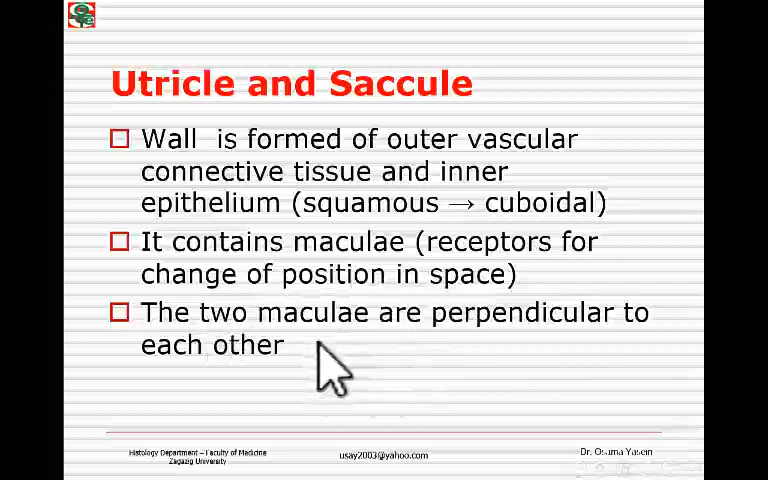 Utricle and Saccule
Wall is formed of outer vascular
connective tissue and inner
epithelium (squamous → cuboidal)
It contains maculae (receptors for
change of position in space)
The two maculae are perpendicular to
each other
Histology Department – Faculty of Medicine
Zagazig University
usay2003@yahoo.com
Dr. Osama Yasein